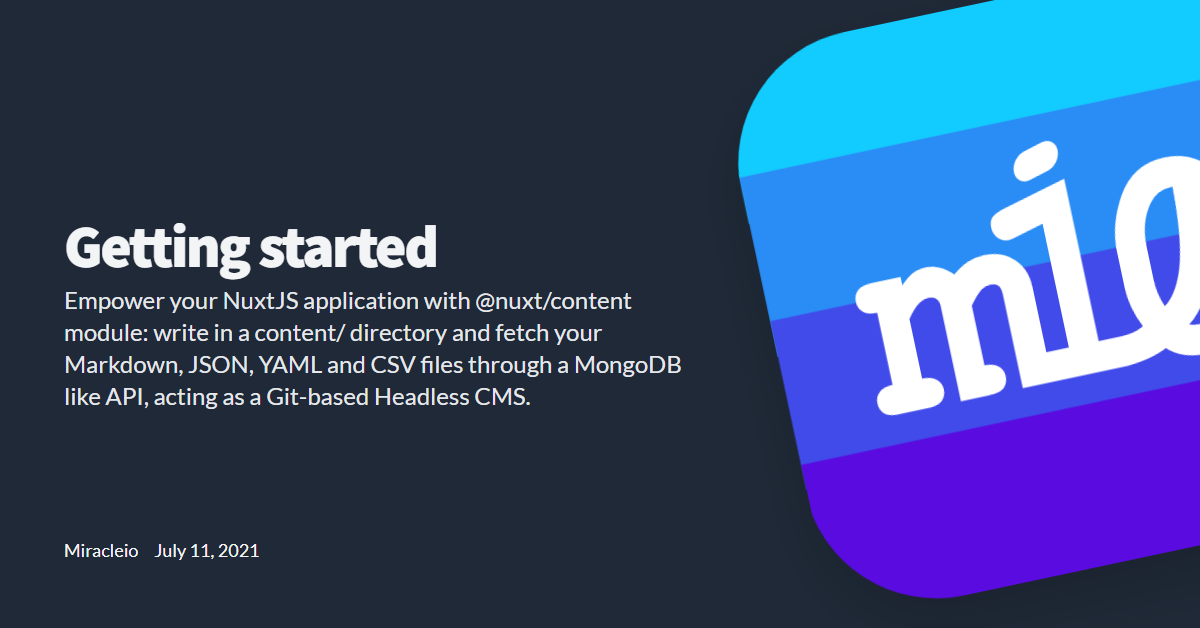 Getting started
Empower your NuxtJS application with @nuxt/content
module: write in a content/ directory and fetch your
Markdown, JSON, YAML and CSV files through a MongoDB
like API, acting as a Git-based Headless CMS.
Miracleio July 11, 2021